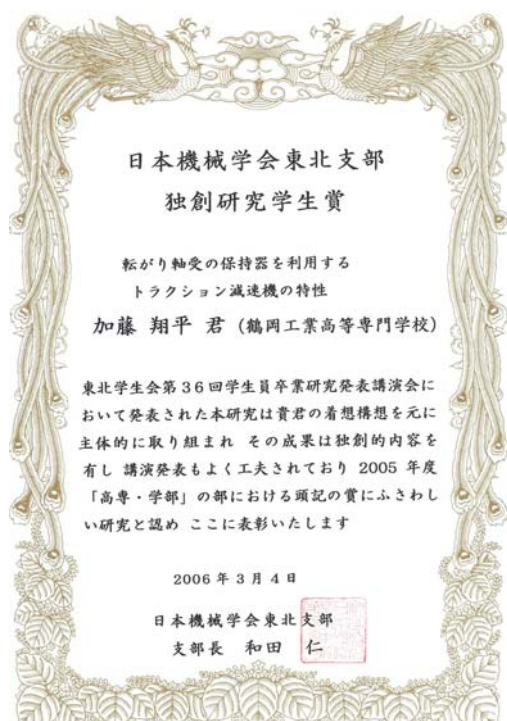 日本機械学会東北支部
独創研究学生賞
転がり軸受の保持器を利用する
トラクション減速機の特性
加藤 翔平 君 (鶴岡工業高等専門学校)
東北学生会第36回学生員卒業研究発表講演会に
おいて発表された本研究は貴君の着想構想を元に
主体的に取り組まれ その成果は独創的内容を
有し 講演発表もよく工夫されており 2005 年度
「高専・学部」の部における頭記の賞にふさわし
い研究と認め ここに表彰いたします
2006 年 3 月 4 日
日本機械学会東北支部
支部長 和田 仁